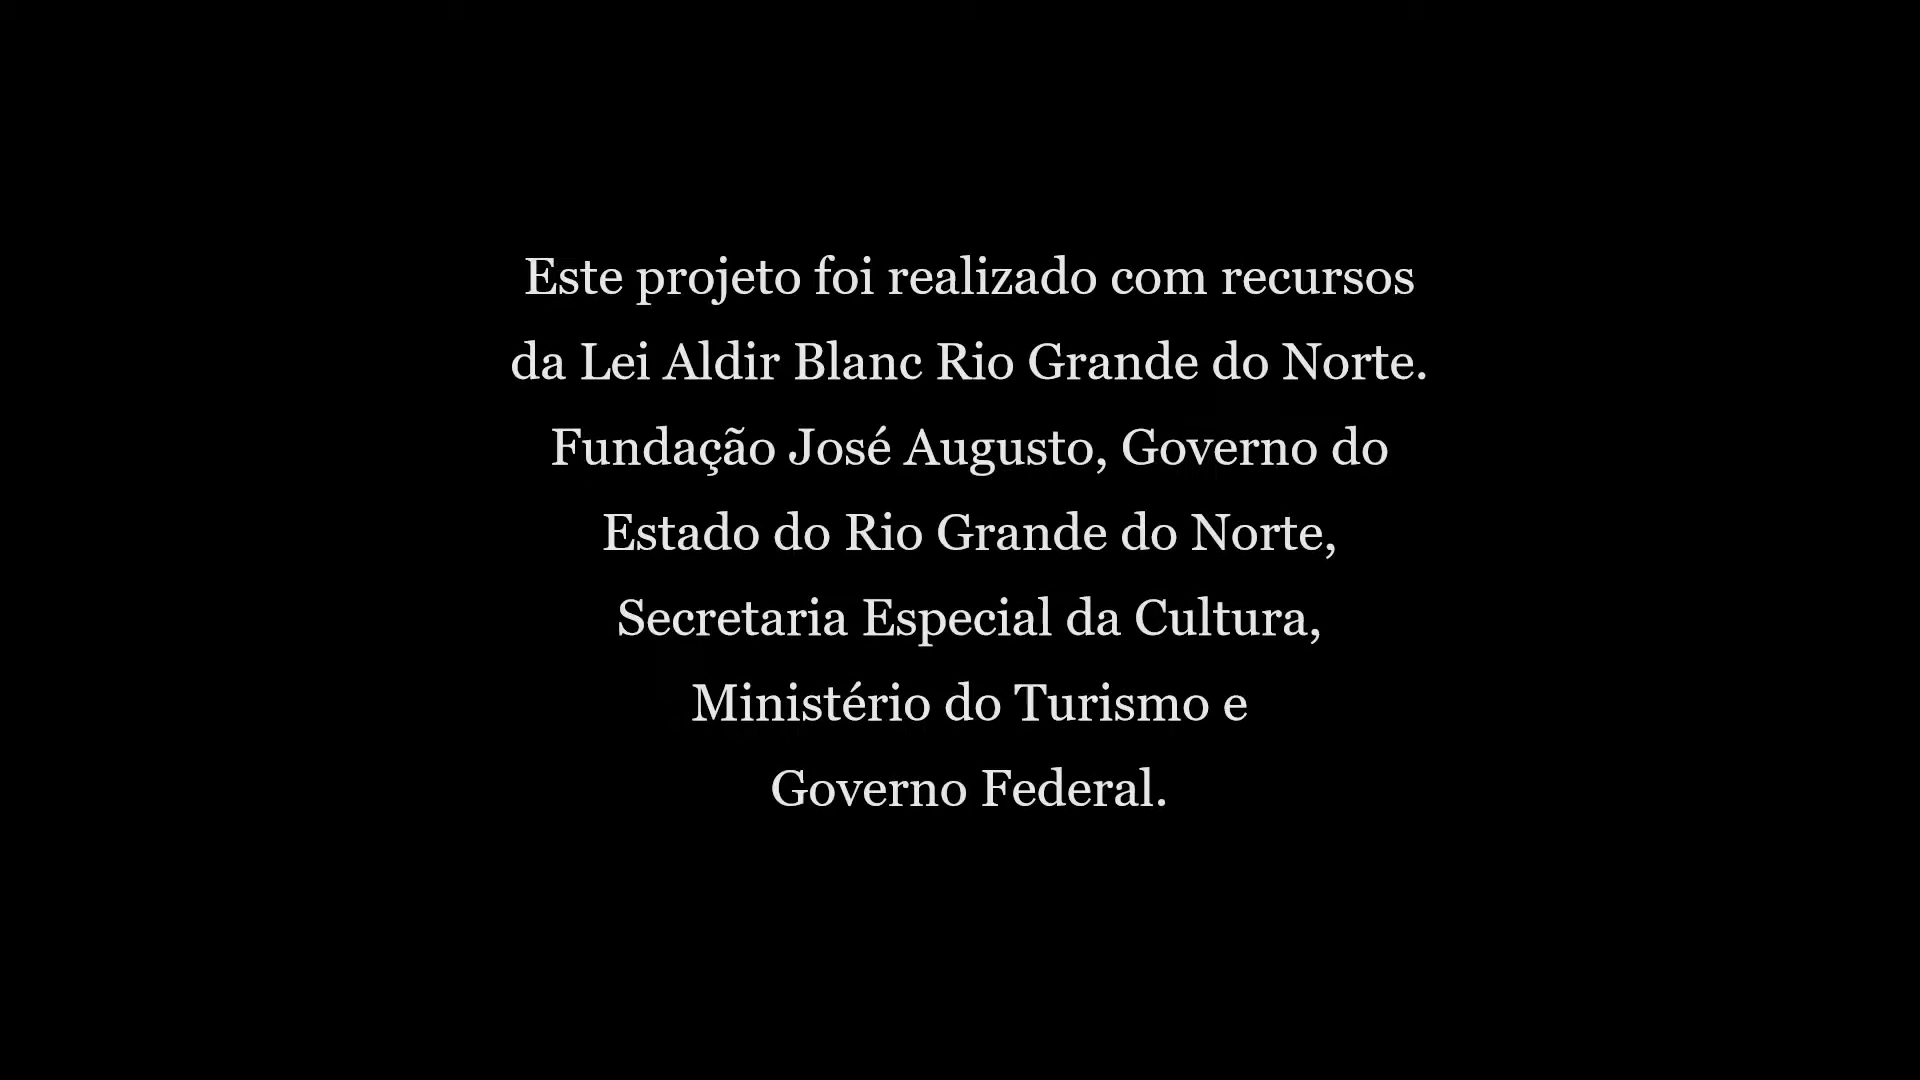 Este projeto foi realizado com recursos
da Lei Aldir Blanc Rio Grande do Norte.
Fundação José Augusto, Governo do
Estado do Rio Grande do Norte,
Secretaria Especial da Cultura,
Ministério do Turismo e
Governo Federal.